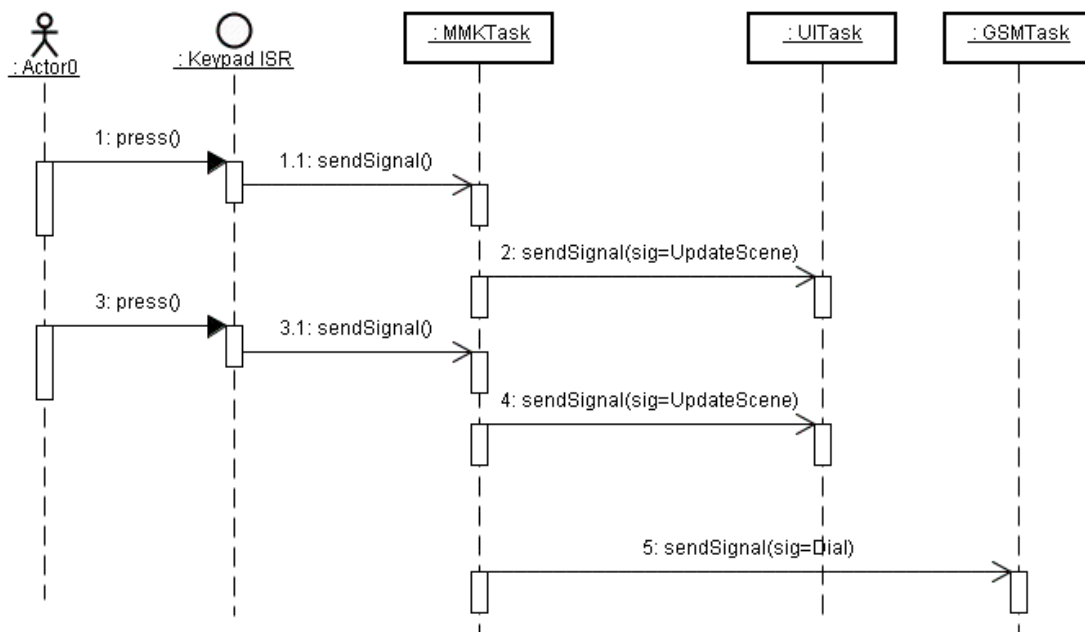 : Actor0
: Keypad ISR
: MMKTask
: UITask
: GSMTask
1: press()
1.1: sendSignal()
2: sendSignal(sig=UpdateScene)
3: press()
3.1: sendSignal()
4: sendSignal(sig=UpdateScene)
5: sendSignal(sig=Dial)